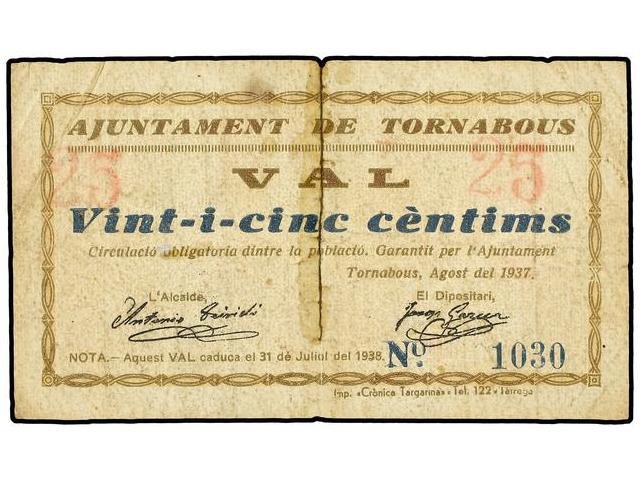 AJUNTAMENT DE TORNABOUS
25 25
VAL
Vint-i-cinc cèntims
Circulació obligatoria dintre la població. Garantit per l'Ajuntament
Tornabous, Agost del 1937.
L'Alcalde, El Dipositari,
Antonio
NOTA.— Aquest VAL caduca el 31 dé Juliol del 1938. Nº. 1030
Imp. «Crònica Targarina» - Tel. 122 - Tàrrega